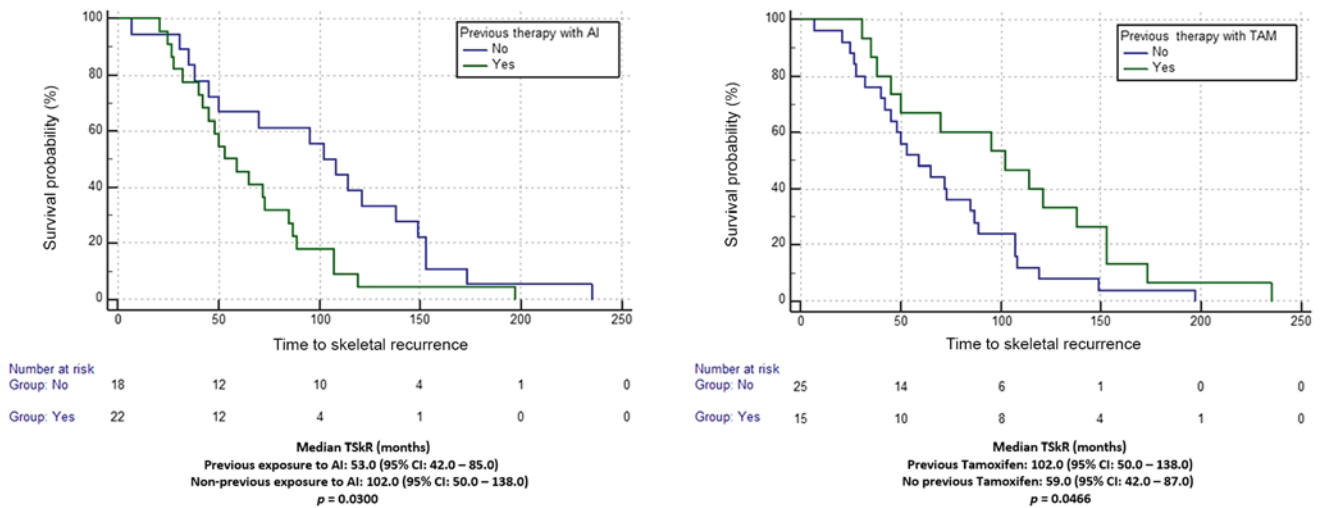 Previous therapy with AI
No
Yes
Survival probability (%)
100
80
60
40
20
0
0 50 100 150 200 250
Time to skeletal recurrence
Number at risk
Group: No 18 12 10 4 1 0
Group: Yes 22 12 4 1 0 0
Median TSkR (months)
Previous exposure to AI: 53.0 (95% CI: 42.0 – 85.0)
Non-previous exposure to AI: 102.0 (95% CI: 50.0 – 138.0)
p = 0.0300
Previous therapy with TAM
No
Yes
Survival probability (%)
100
80
60
40
20
0
0 50 100 150 200 250
Time to skeletal recurrence
Number at risk
Group: No 25 14 6 1 0 0
Group: Yes 15 10 8 4 1 0
Median TSkR (months)
Previous Tamoxifen: 102.0 (95% CI: 50.0 – 138.0)
No previous Tamoxifen: 59.0 (95% CI: 42.0 – 87.0)
p = 0.0466